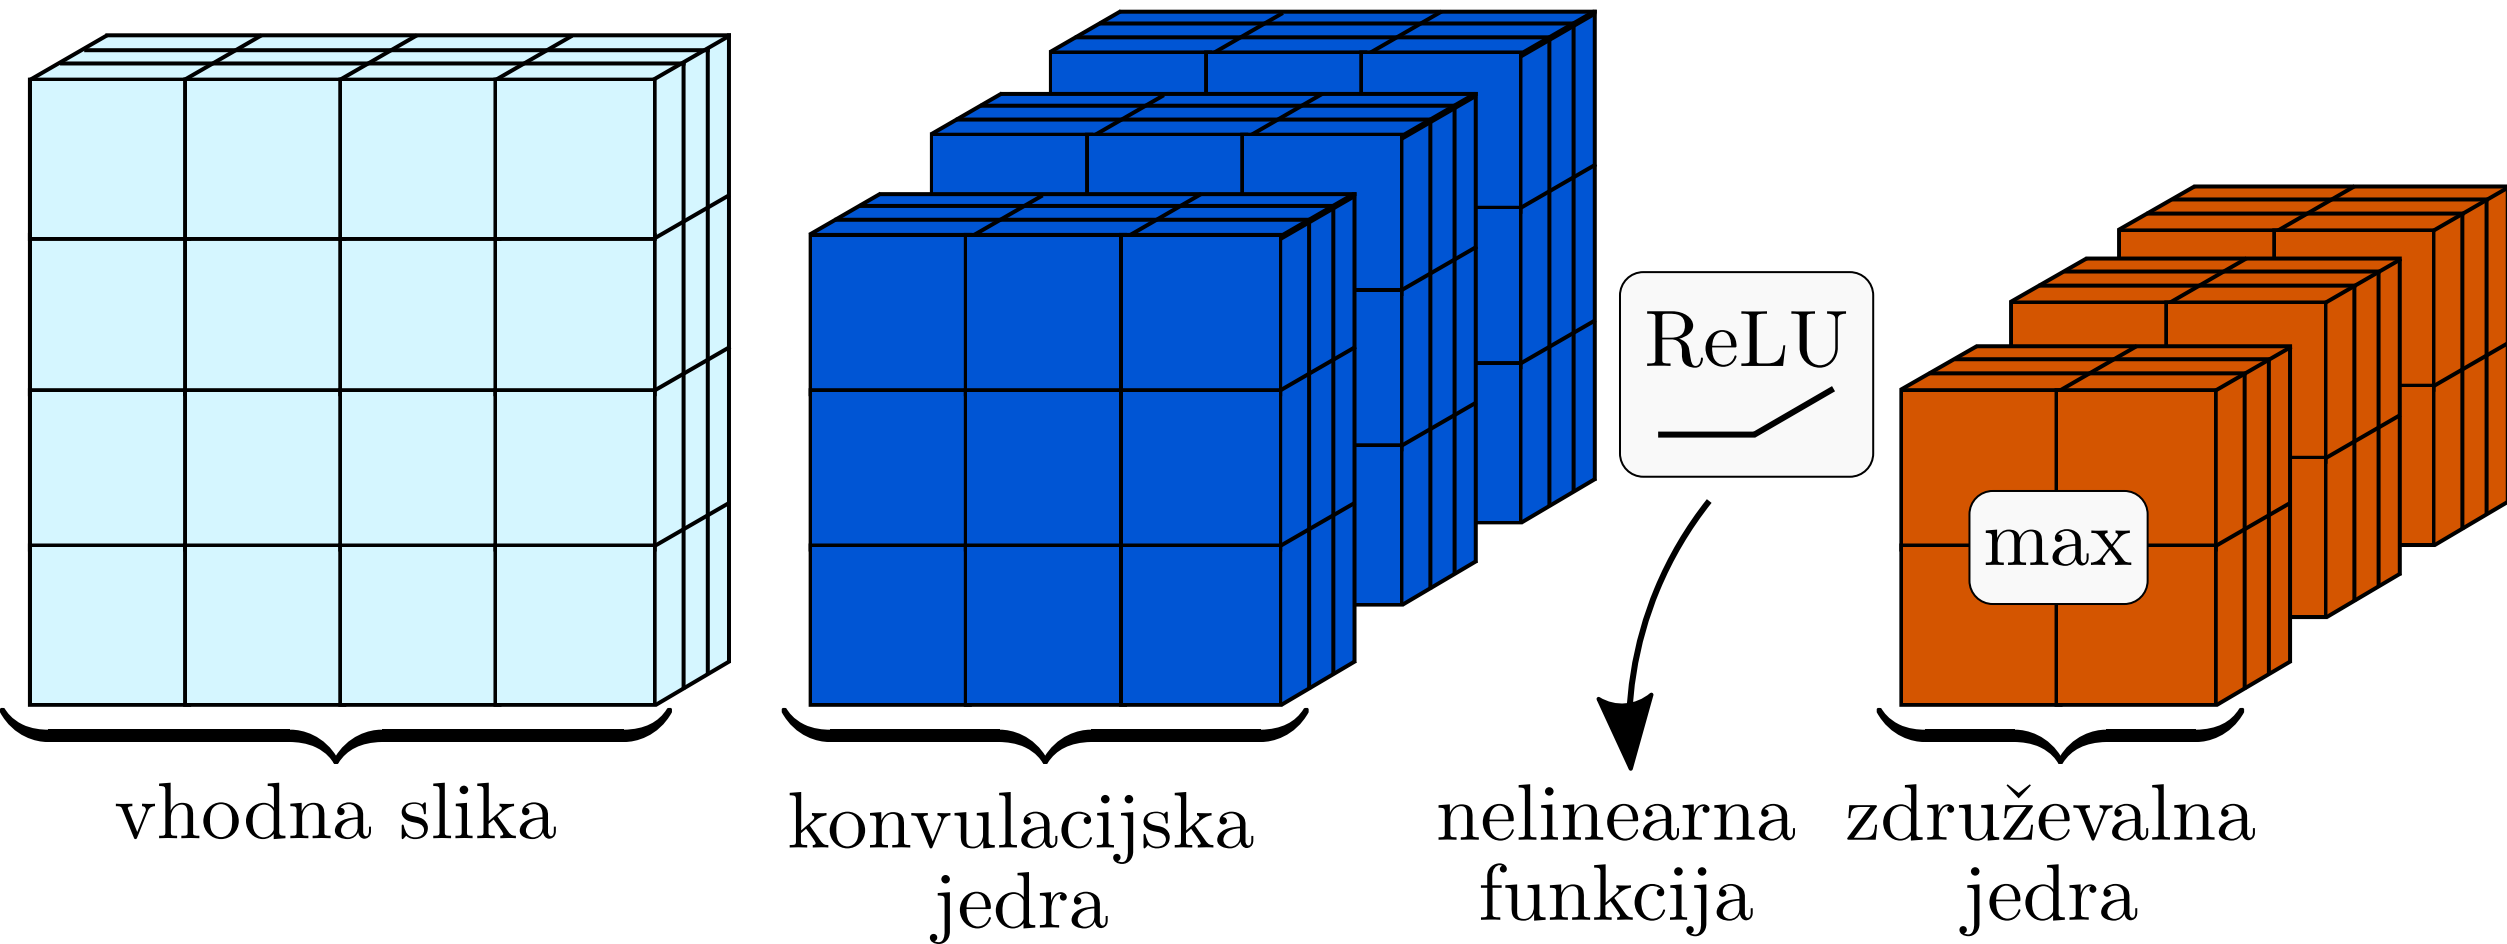 ReLU
max
vhodna slika
konvulacijska
jedra
nelinearna
funkcija
združevalna
jedra